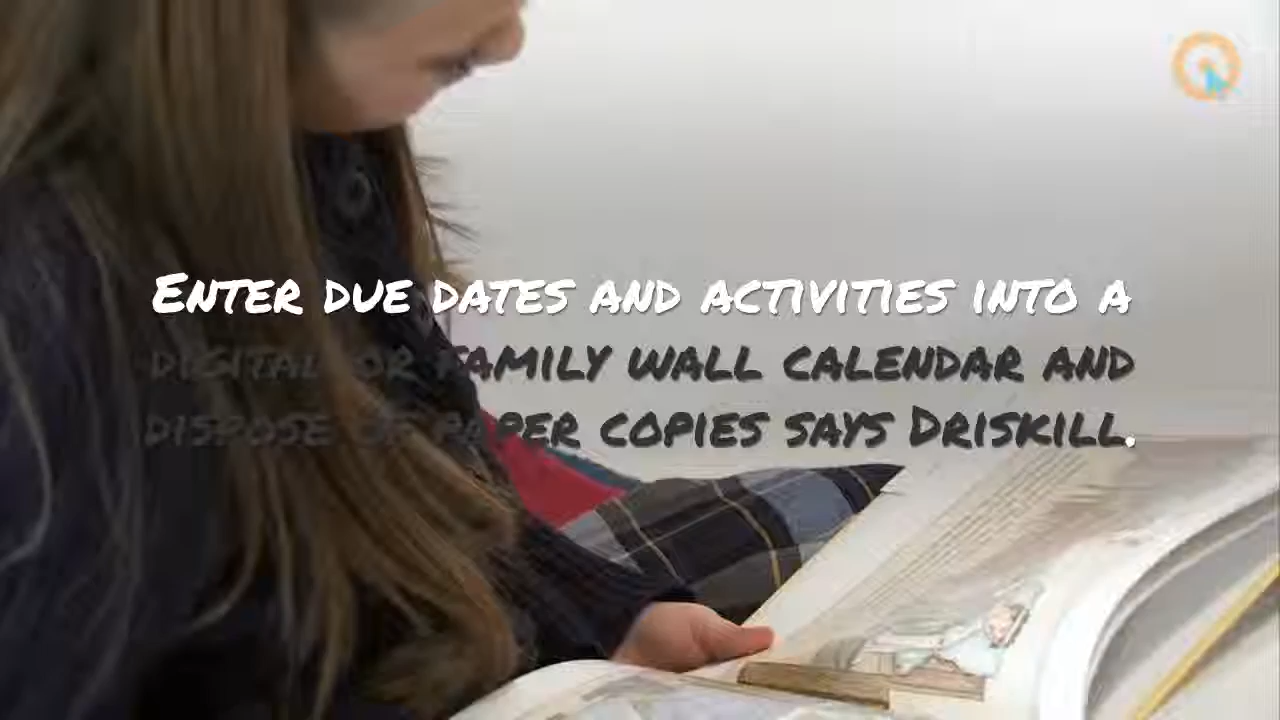 Enter due dates and activities into a
digital or family wall calendar and
dispose of paper copies says Driskill.